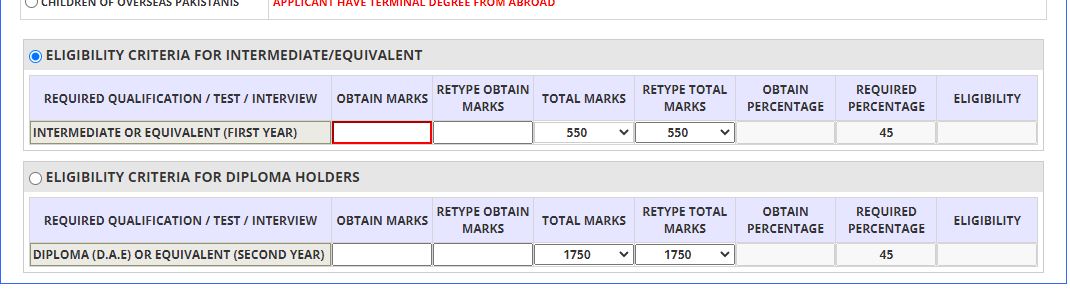 CHILDREN OF OVERSEAS PAKISTANIS APPLICANT HAVE TERMINAL DEGREE FROM ABROAD
ELIGIBILITY CRITERIA FOR INTERMEDIATE/EQUIVALENT
REQUIRED QUALIFICATION / TEST / INTERVIEW OBTAIN MARKS RETYPE OBTAIN MARKS TOTAL MARKS RETYPE TOTAL MARKS OBTAIN PERCENTAGE REQUIRED PERCENTAGE ELIGIBILITY
INTERMEDIATE OR EQUIVALENT (FIRST YEAR) 550 550 45
ELIGIBILITY CRITERIA FOR DIPLOMA HOLDERS
REQUIRED QUALIFICATION / TEST / INTERVIEW OBTAIN MARKS RETYPE OBTAIN MARKS TOTAL MARKS RETYPE TOTAL MARKS OBTAIN PERCENTAGE REQUIRED PERCENTAGE ELIGIBILITY
DIPLOMA (D.A.E) OR EQUIVALENT (SECOND YEAR) 1750 1750 45